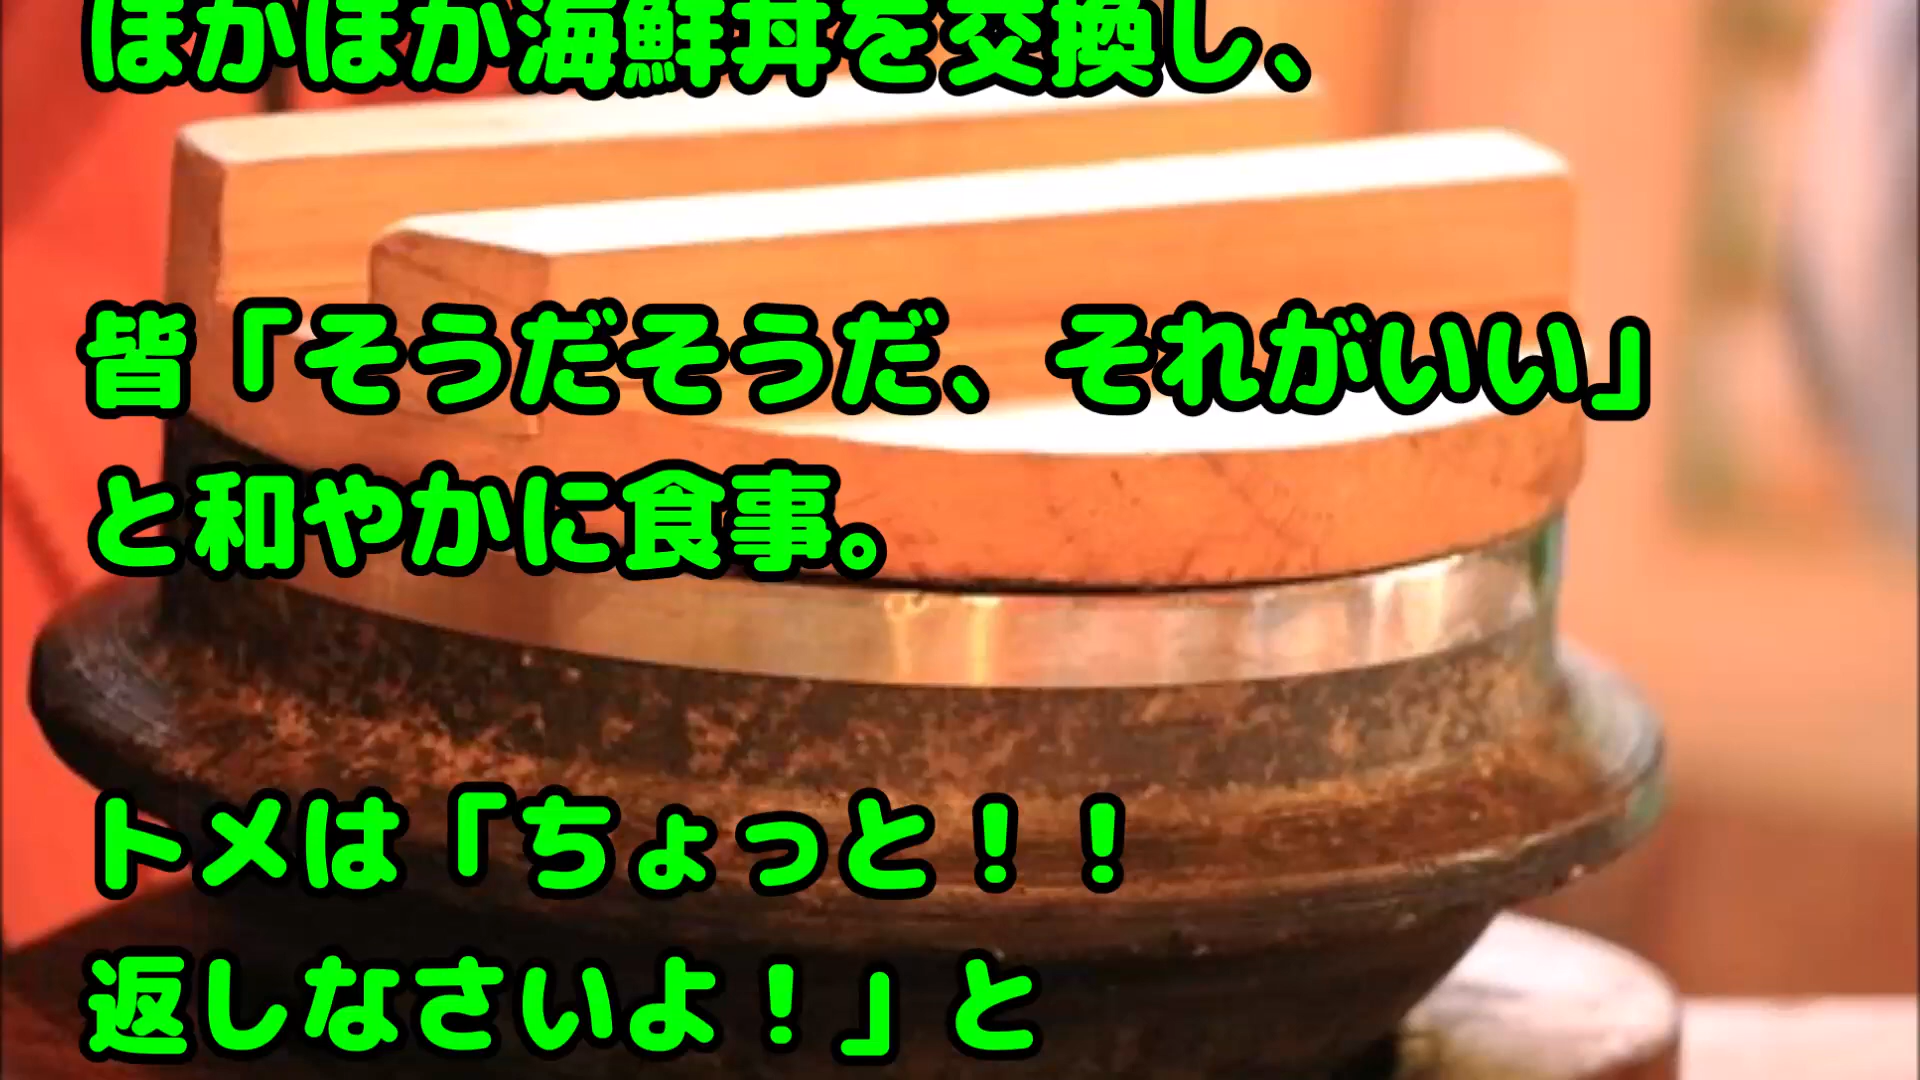 ほかほか海鮮丼を交換し、
皆「そうだそうだ、それがいい」
と和やかに食事。
トメは「ちょっと！！
返しなさいよ！」と